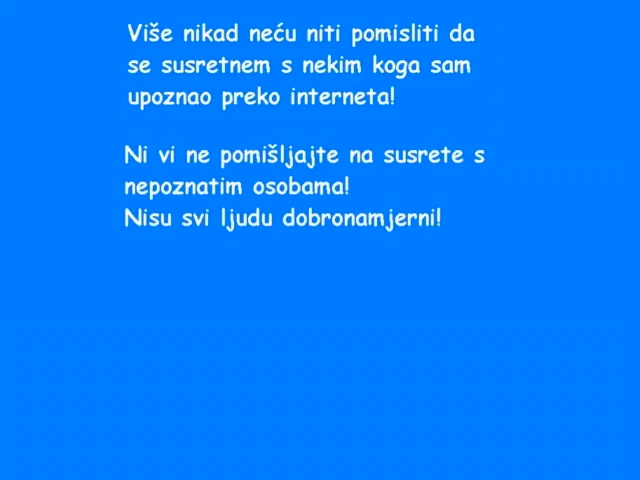 Više nikad neću niti pomisliti da
se susretnem s nekim koga sam
upoznao preko interneta!
Ni vi ne pomišljajte na susrete s
nepoznatim osobama!
Nisu svi ljudu dobronamjerni!